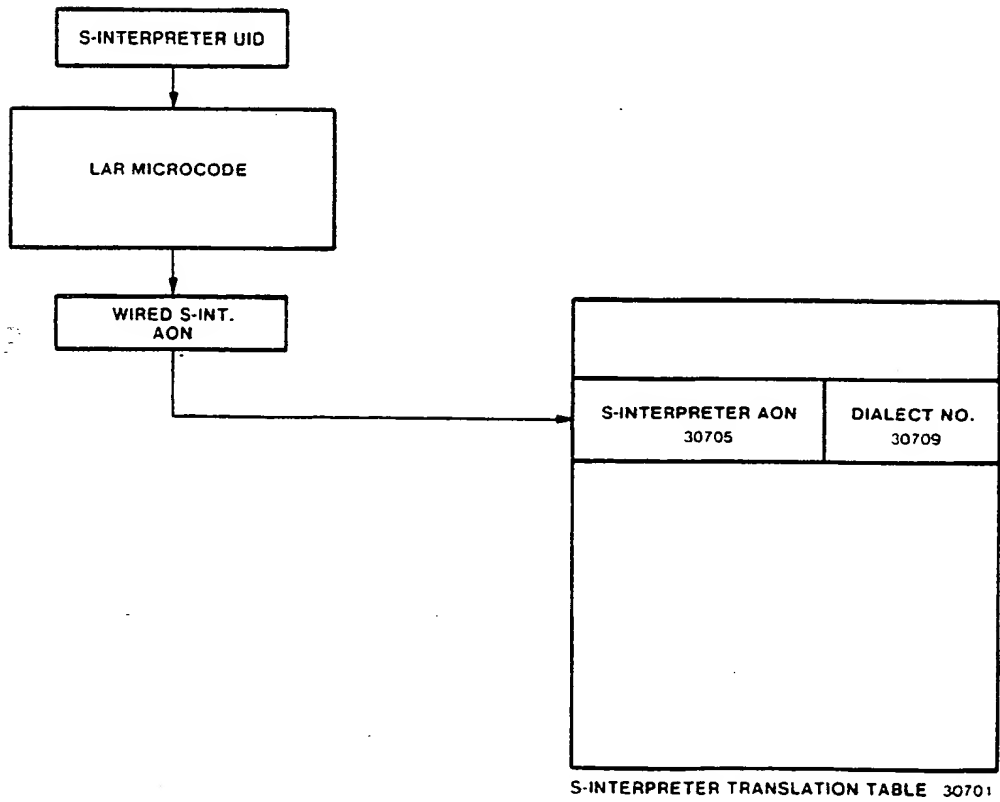 S-INTERPRETER UID
LAR MICROCODE
WIRED S-INT.
AON
S-INTERPRETER AON
30705
DIALECT NO.
30709
S-INTERPRETER TRANSLATION TABLE 30701